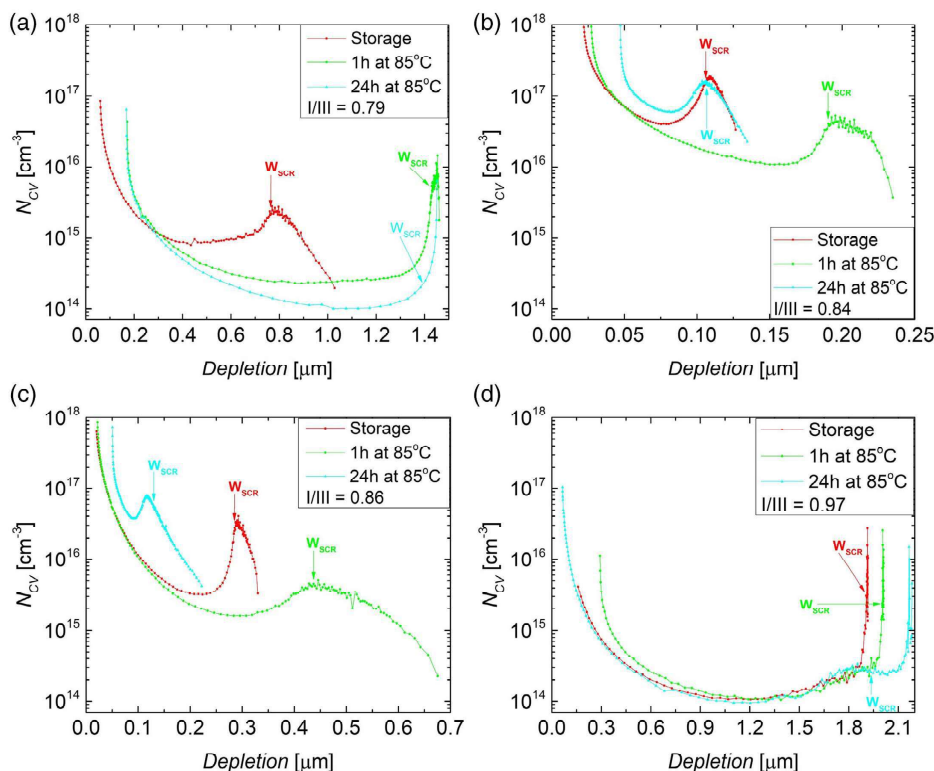 (a)
10^18
10^17
10^16
10^15
10^14
N_CV [cm^-3]
Storage
1h at 85°C
24h at 85°C
I/III = 0.79
W_SCR
W_SCR
W_SCR
0.0 0.2 0.4 0.6 0.8 1.0 1.2 1.4
Depletion [µm]
(b)
10^18
10^17
10^16
10^15
10^14
N_CV [cm^-3]
W_SCR
W_SCR
W_SCR
Storage
1h at 85°C
24h at 85°C
I/III = 0.84
0.00 0.05 0.10 0.15 0.20 0.25
Depletion [µm]
(c)
10^18
10^17
10^16
10^15
10^14
N_CV [cm^-3]
Storage
1h at 85°C
24h at 85°C
I/III = 0.86
W_SCR
W_SCR
W_SCR
0.0 0.1 0.2 0.3 0.4 0.5 0.6 0.7
Depletion [µm]
(d)
10^18
10^17
10^16
10^15
10^14
N_CV [cm^-3]
Storage
1h at 85°C
24h at 85°C
I/III = 0.97
W_SCR
W_SCR
W_SCR
0.0 0.3 0.6 0.9 1.2 1.5 1.8 2.1
Depletion [µm]